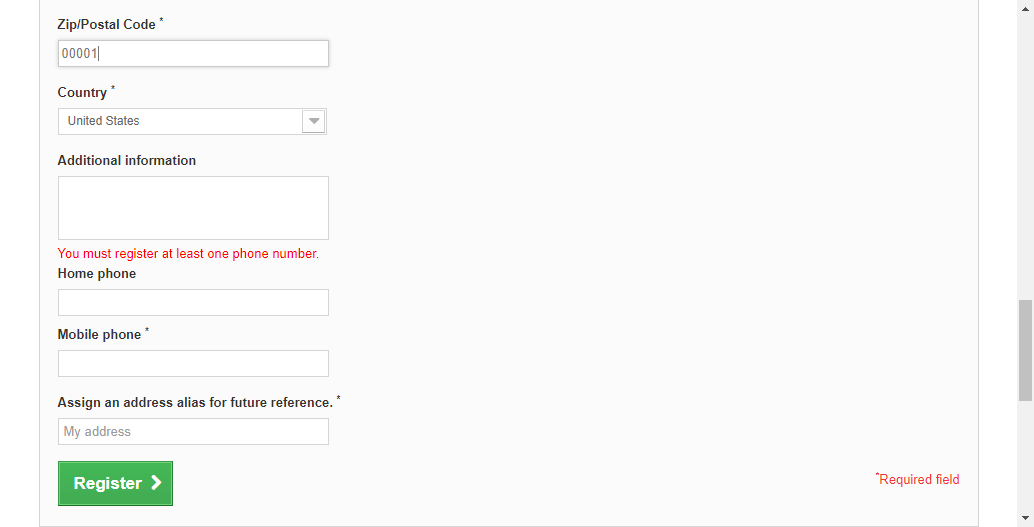 Zip/Postal Code *
00001
Country *
United States
Additional information
You must register at least one phone number.
Home phone
Mobile phone *
Assign an address alias for future reference. *
My address
Register
*Required field